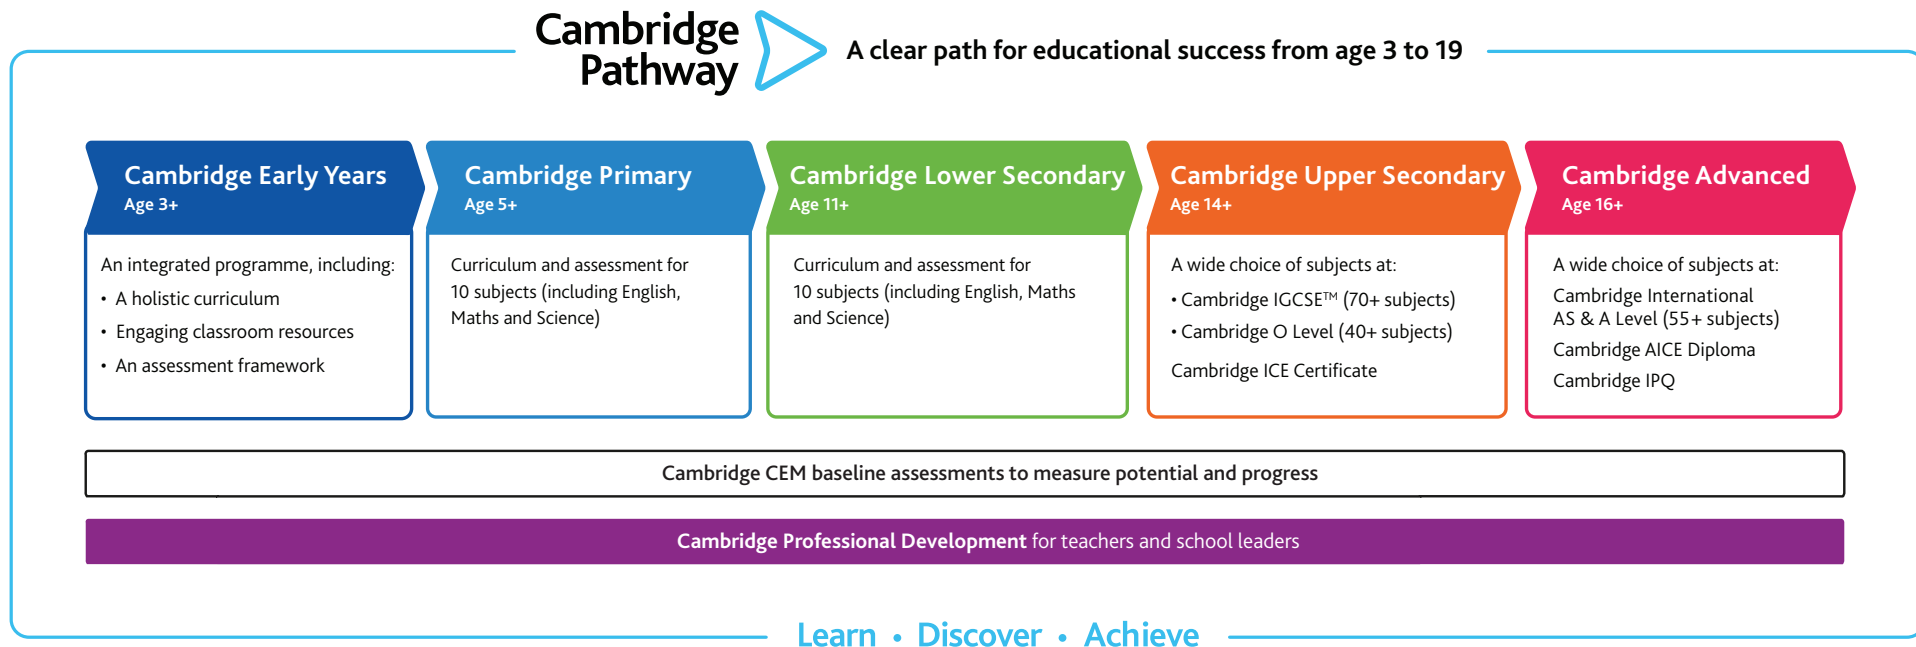 Cambridge
Pathway
A clear path for educational success from age 3 to 19
Cambridge Early Years
Age 3+
An integrated programme, including:
• A holistic curriculum
• Engaging classroom resources
• An assessment framework
Cambridge Primary
Age 5+
Curriculum and assessment for
10 subjects (including English,
Maths and Science)
Cambridge Lower Secondary
Age 11+
Curriculum and assessment for
10 subjects (including English, Maths
and Science)
Cambridge Upper Secondary
Age 14+
A wide choice of subjects at:
• Cambridge IGCSE™ (70+ subjects)
• Cambridge O Level (40+ subjects)
Cambridge ICE Certificate
Cambridge Advanced
Age 16+
A wide choice of subjects at:
Cambridge International
AS & A Level (55+ subjects)
Cambridge AICE Diploma
Cambridge IPQ
Cambridge CEM baseline assessments to measure potential and progress
Cambridge Professional Development for teachers and school leaders
Learn • Discover • Achieve